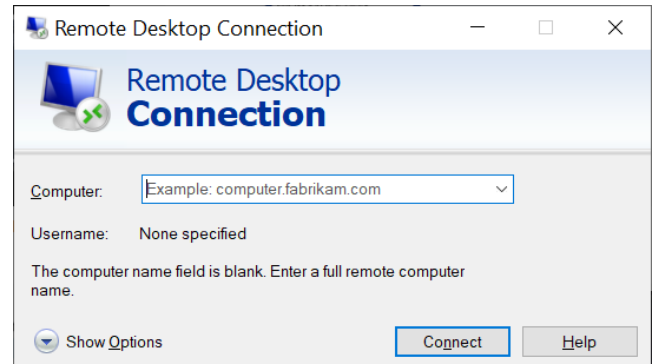 Remote Desktop Connection
Remote Desktop
Connection
Computer: Example: computer.fabrikam.com
Username: None specified
The computer name field is blank. Enter a full remote computer
name.
Show Options Connect Help